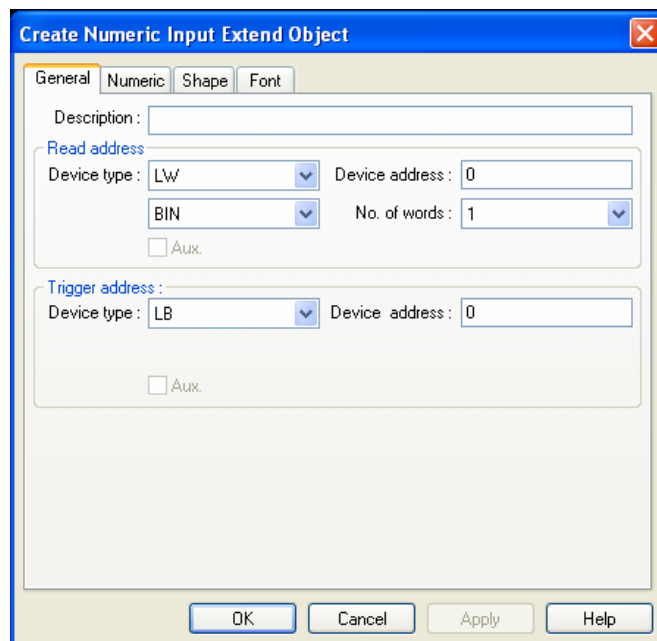 Create Numeric Input Extend Object
General Numeric Shape Font
Description :
Read address
Device type : LW Device address : 0
BIN No. of words : 1
Aux.
Trigger address :
Device type : LB Device address : 0
Aux.
OK Cancel Apply Help